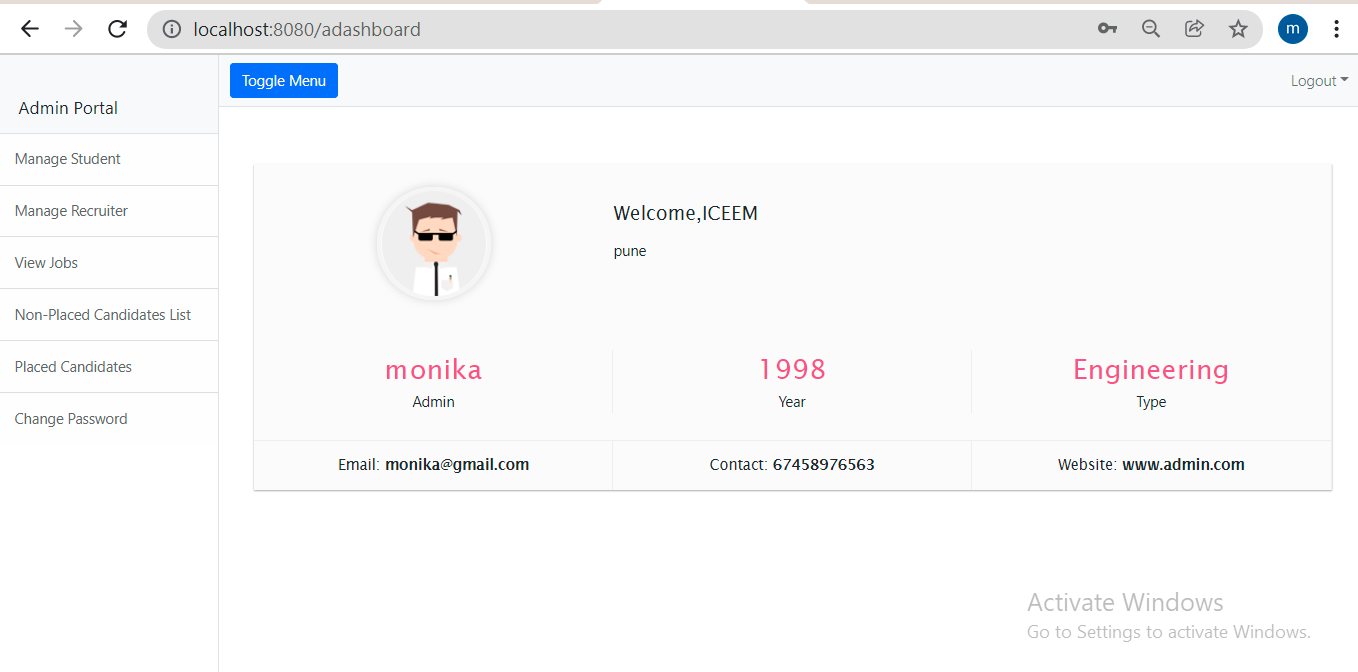 localhost:8080/adashboard
m
Admin Portal
Toggle Menu
Logout
Manage Student
Manage Recruiter
View Jobs
Non-Placed Candidates List
Placed Candidates
Change Password
Welcome,ICEEM
pune
monika
Admin
1998
Year
Engineering
Type
Email: monika@gmail.com
Contact: 67458976563
Website: www.admin.com
Activate Windows
Go to Settings to activate Windows.